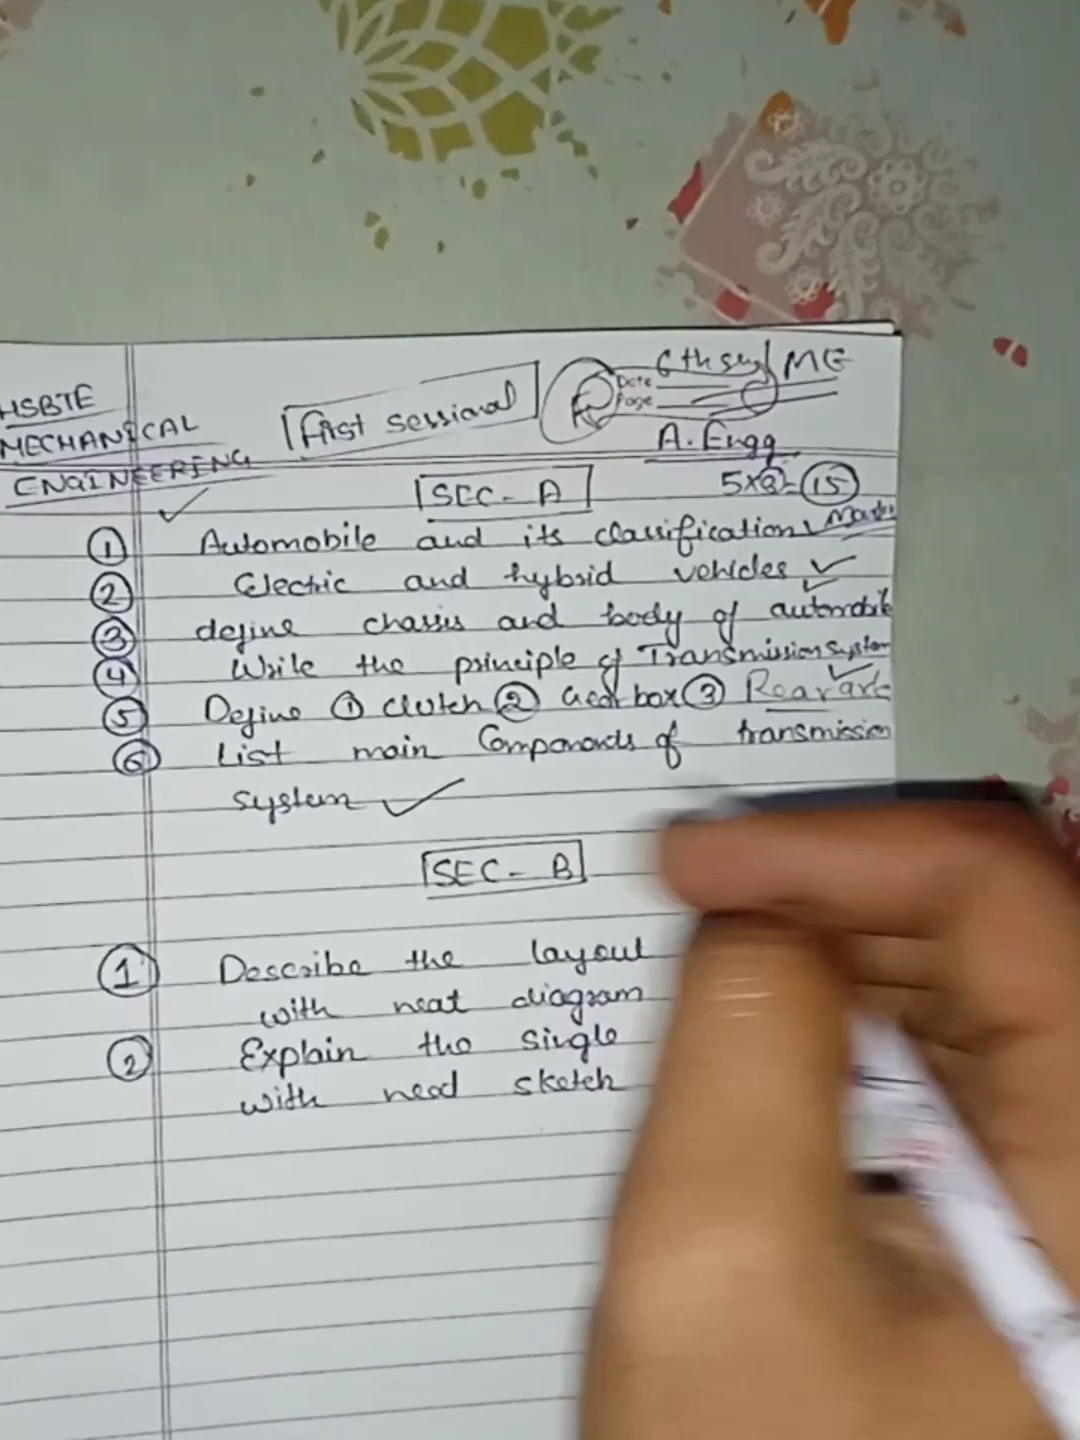 6th sem/ ME
HSBTE
MECHANICAL
ENGINEERING
First sessional
Date
Page
A. Engg
SEC- A
5x3=15
Marks
1 Automobile and its classification
2 Electric and hybrid vehicles
3 define chassis and body of automobile
4 Write the principle of Transmission system
5 Define 1 clutch 2 Gear box 3 Rear axle
6 List main Components of transmission
system
SEC- B
1 Describe the layout
with neat diagram
2 Explain the single
with neat sketch